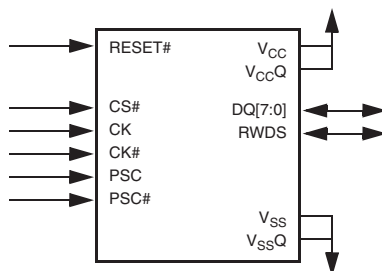 RESET#
CS#
CK
CK#
PSC
PSC#
VCC
VCCQ
DQ[7:0]
RWDS
VSS
VSSQ